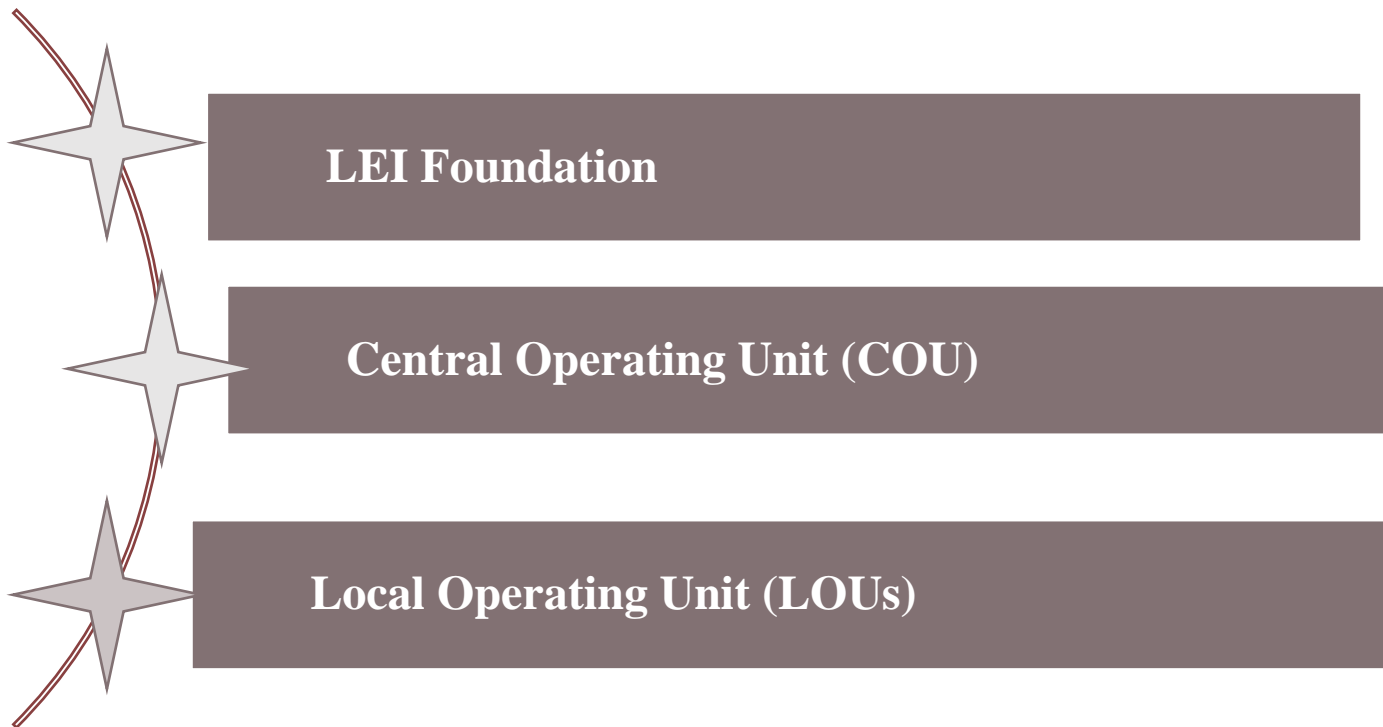 LEI Foundation
Central Operating Unit (COU)
Local Operating Unit (LOUs)